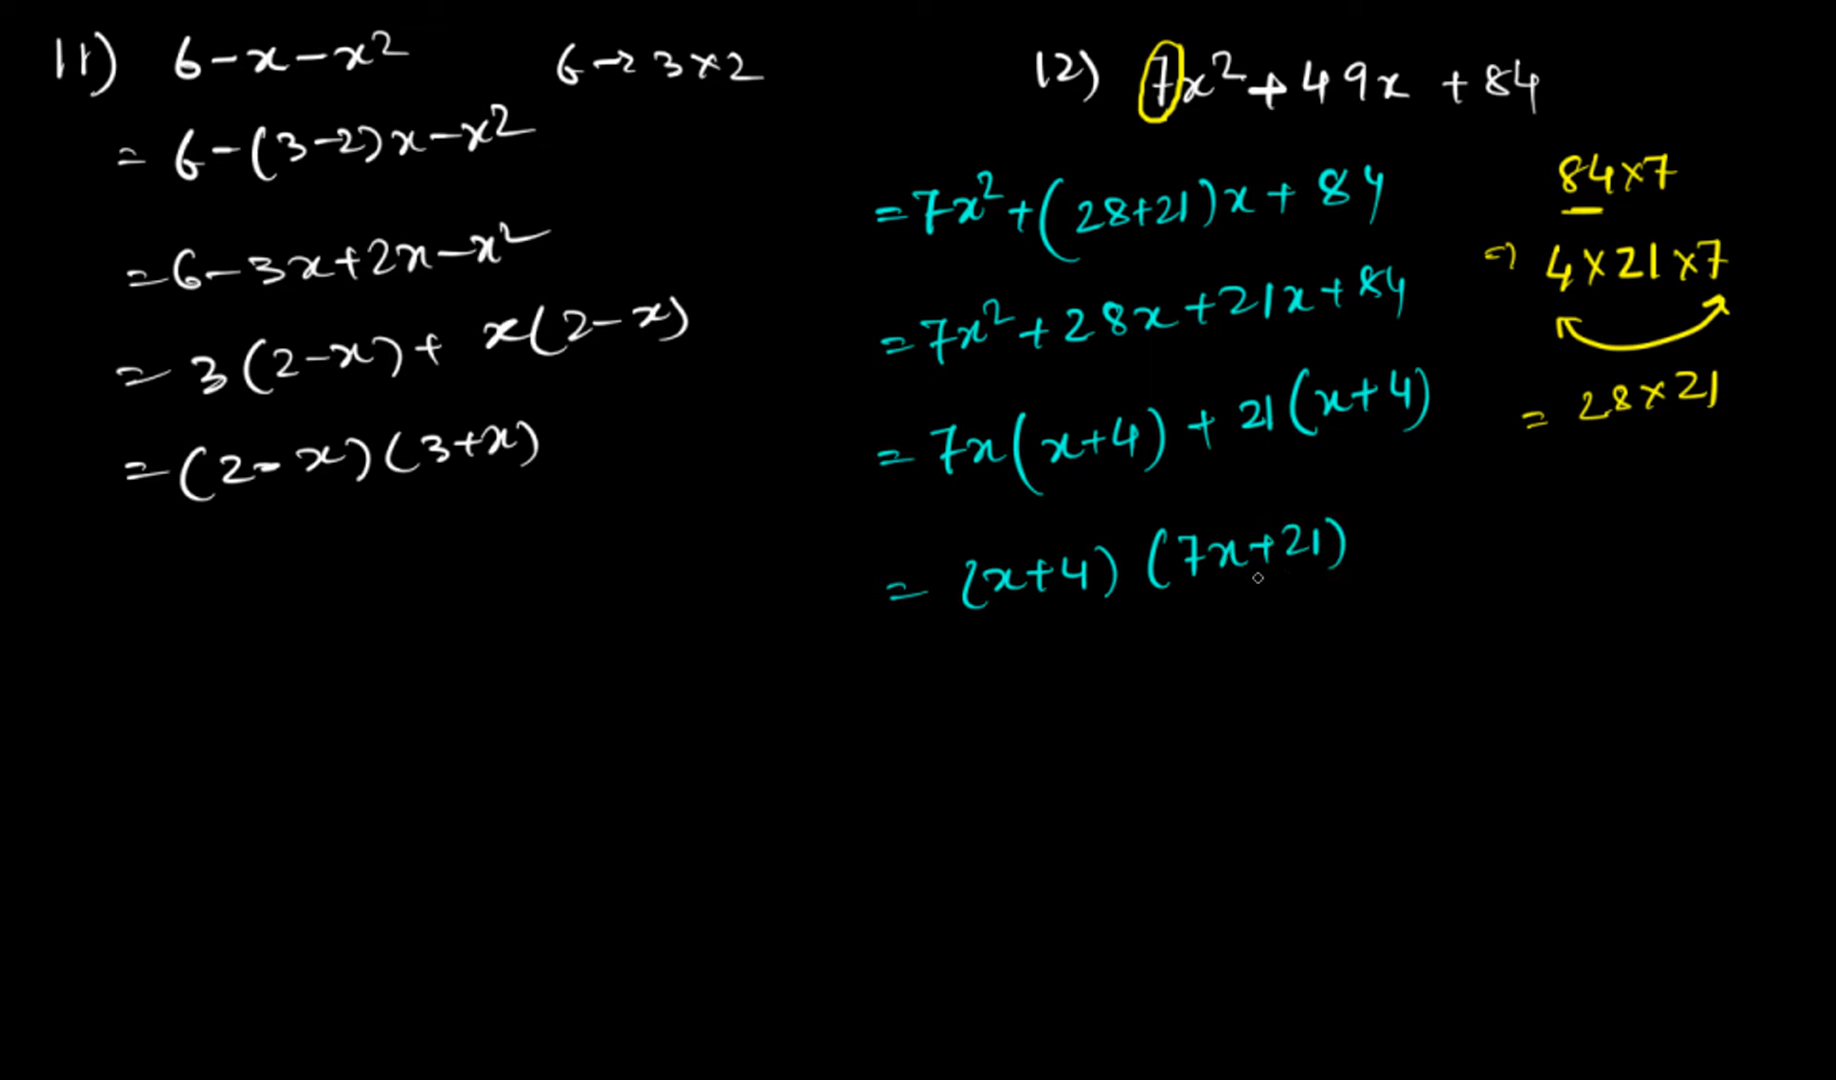 11) 6-x-x² 6→3×2
= 6-(3-2)x-x²
= 6-3x+2x-x²
= 3(2-x)+x(2-x)
= (2-x)(3+x)
12) 7x²+49x+84
= 7x²+(28+21)x+84
= 7x²+28x+21x+84
= 7x(x+4)+21(x+4)
= (x+4)(7x+21)
84×7
⇒ 4×21×7
= 28×21